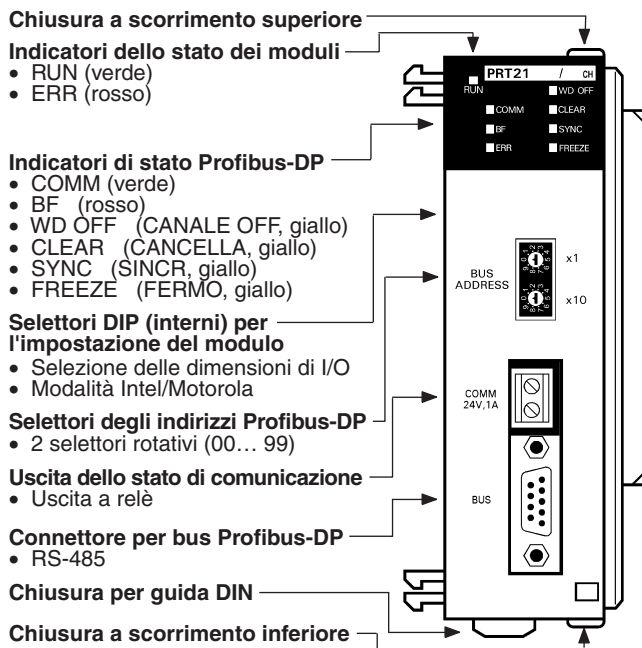 Chiusura a scorrimento superiore
Indicatori dello stato dei moduli
• RUN (verde)
• ERR (rosso)
Indicatori di stato Profibus-DP
• COMM (verde)
• BF (rosso)
• WD OFF (CANALE OFF, giallo)
• CLEAR (CANCELLA, giallo)
• SYNC (SINCR, giallo)
• FREEZE (FERMO, giallo)
Selettori DIP (interni) per
l'impostazione del modulo
• Selezione delle dimensioni di I/O
• Modalità Intel/Motorola
Selettori degli indirizzi Profibus-DP
• 2 selettori rotativi (00… 99)
Uscita dello stato di comunicazione
• Uscita a relè
Connettore per bus Profibus-DP
• RS-485
Chiusura per guida DIN
Chiusura a scorrimento inferiore
PRT21 / CH
RUN
WD OFF
COMM CLEAR
BF SYNC
ERR FREEZE
BUS
ADDRESS
x1
x10
COMM
24V,1A
BUS